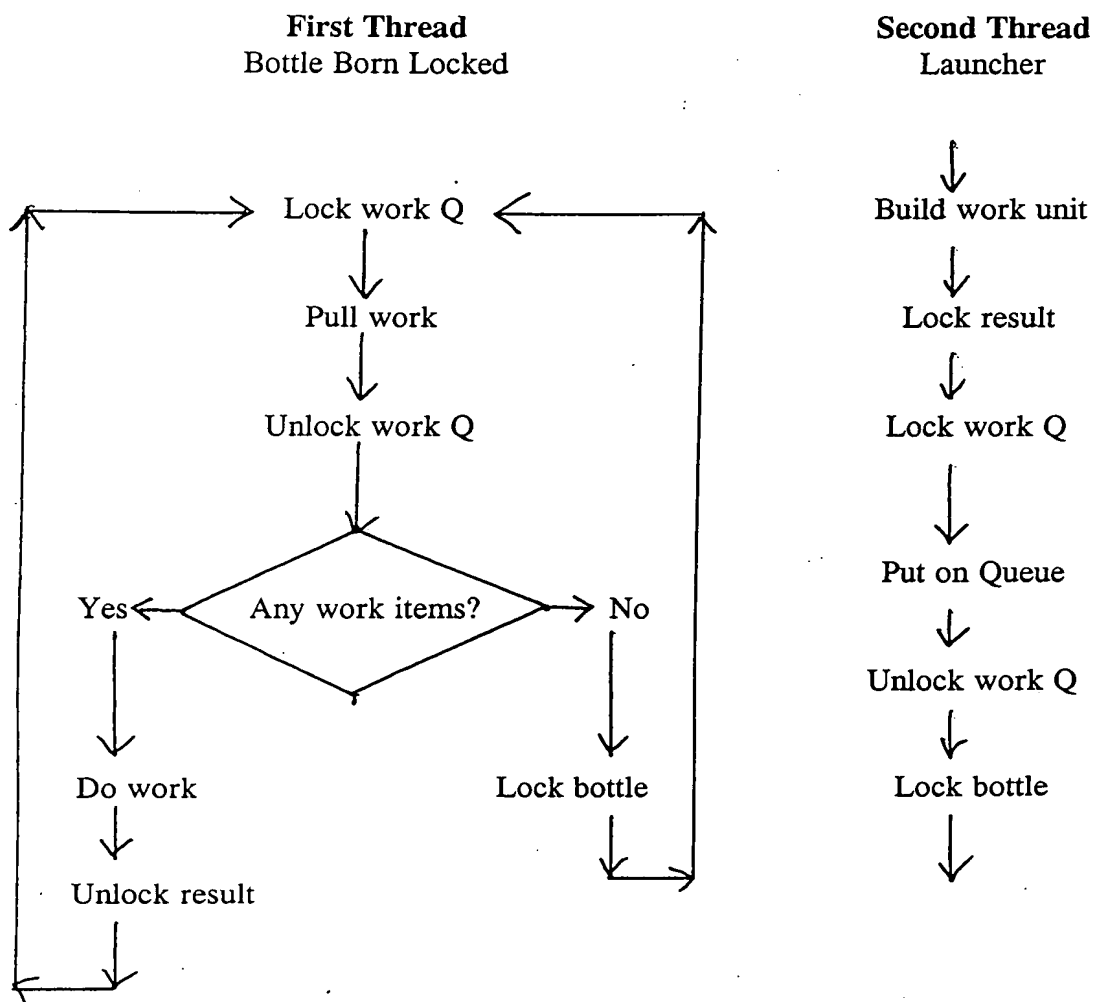 First Thread
Bottle Born Locked
Lock work Q
Pull work
Unlock work Q
Yes
Any work items?
No
Do work
Lock bottle
Unlock result
Second Thread
Launcher
Build work unit
Lock result
Lock work Q
Put on Queue
Unlock work Q
Lock bottle